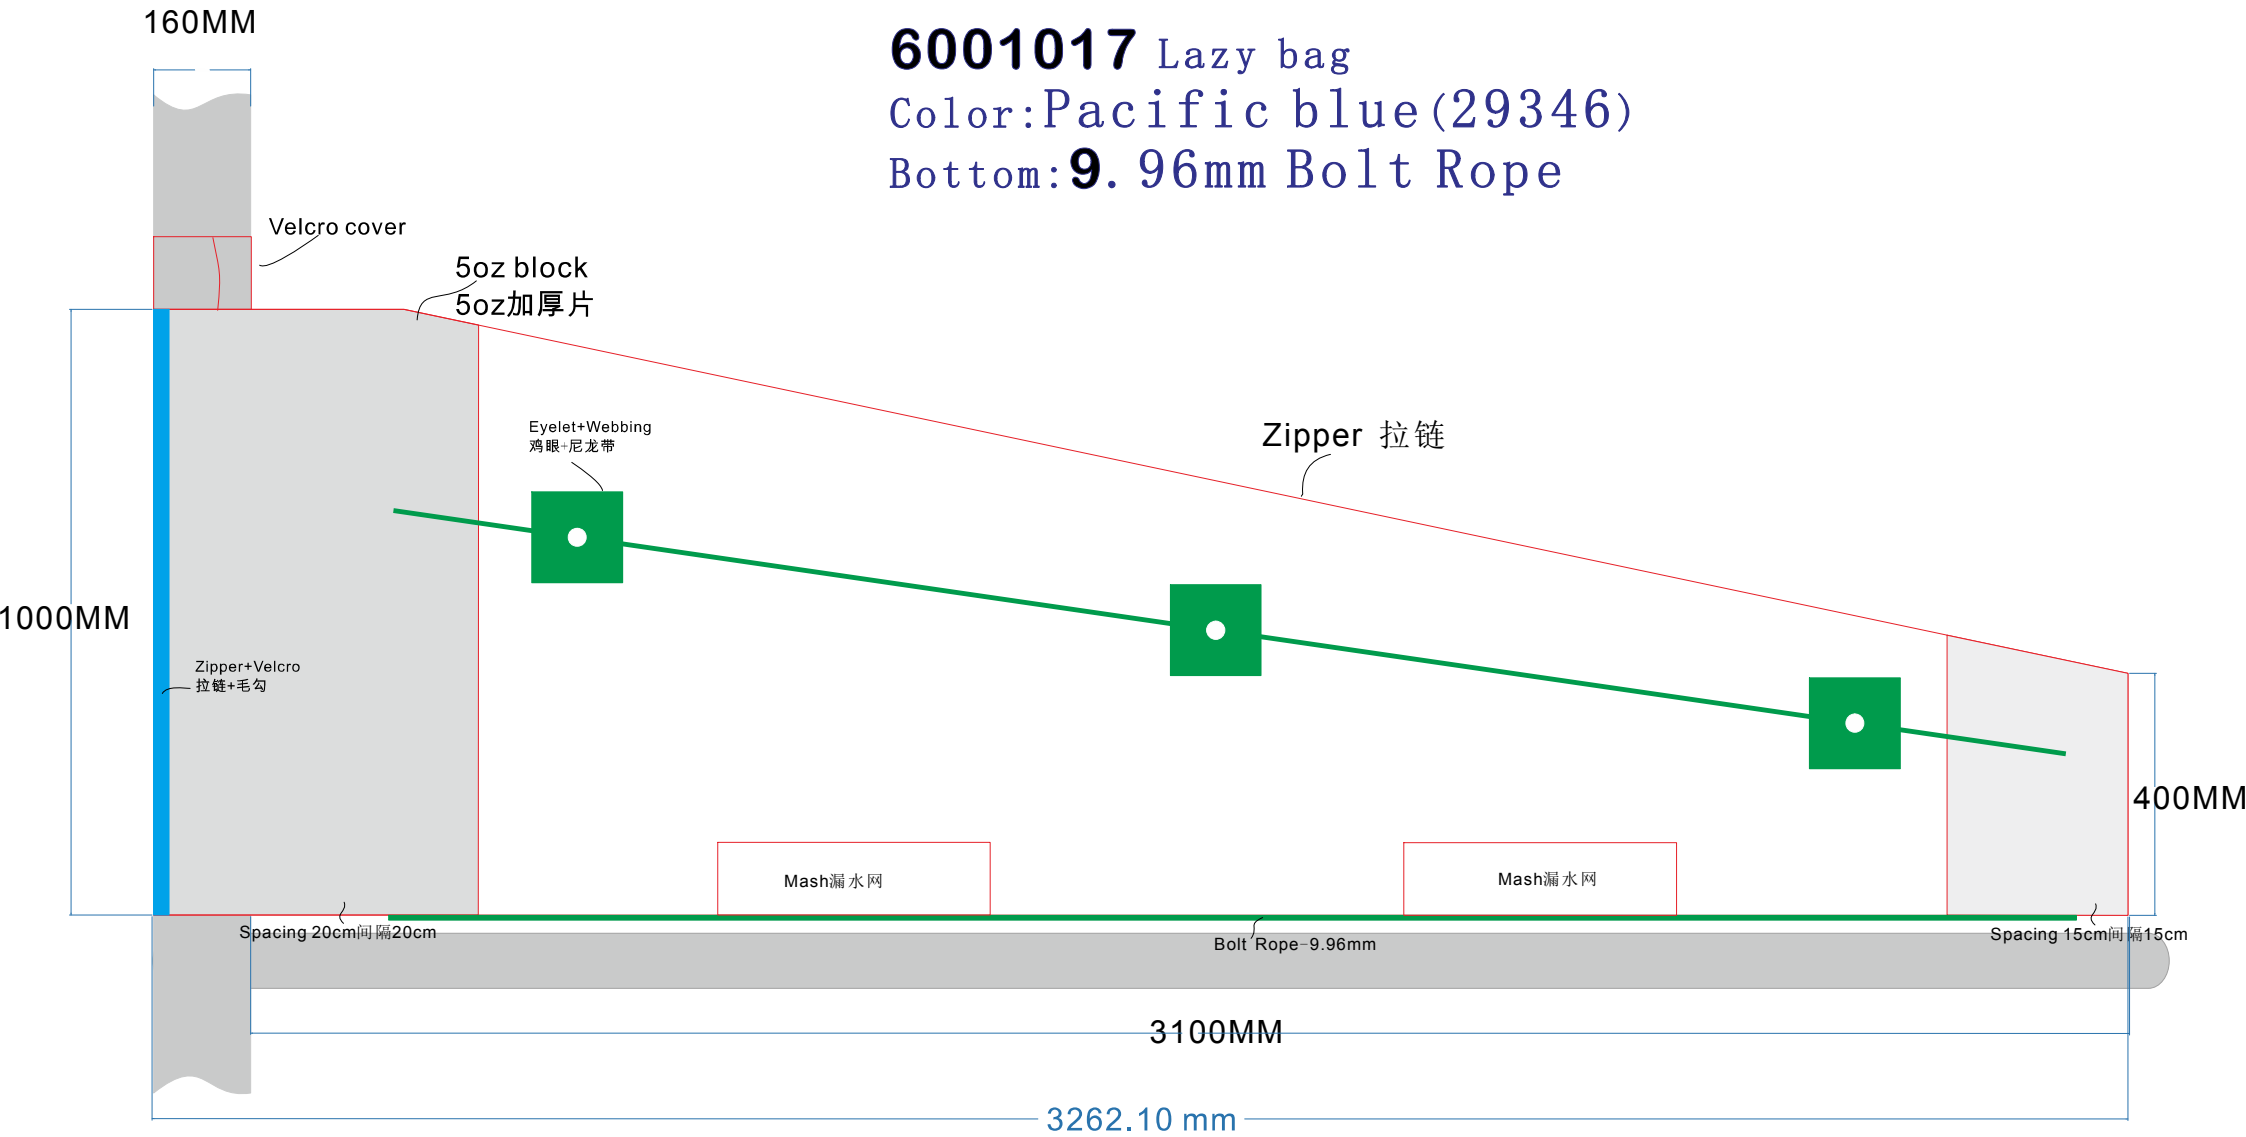 160MM
6001017 Lazy bag
Color:Pacific blue(29346)
Bottom:9.96mm Bolt Rope
Velcro cover
5oz block
5oz加厚片
Eyelet+Webbing
鸡眼+尼龙带
Zipper 拉链
1000MM
Zipper+Velcro
拉链+毛勾
400MM
Mash漏水网
Mash漏水网
Spacing 20cm间隔20cm
Bolt Rope-9.96mm
Spacing 15cm间隔15cm
3100MM
3262.10 mm